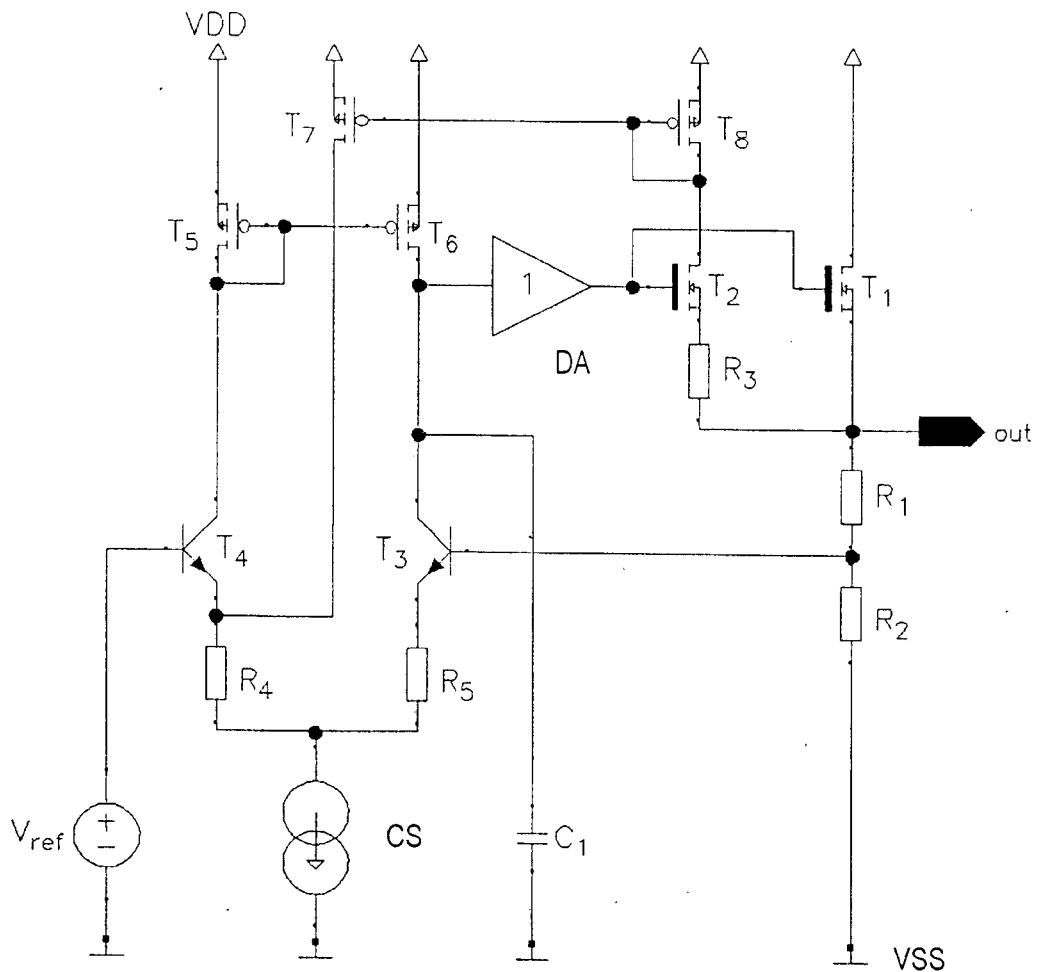 VDD
T7
T8
T5
T6
1
T2
T1
DA
R3
out
R1
T4
T3
R2
R4
R5
Vref
+
−
CS
C1
VSS